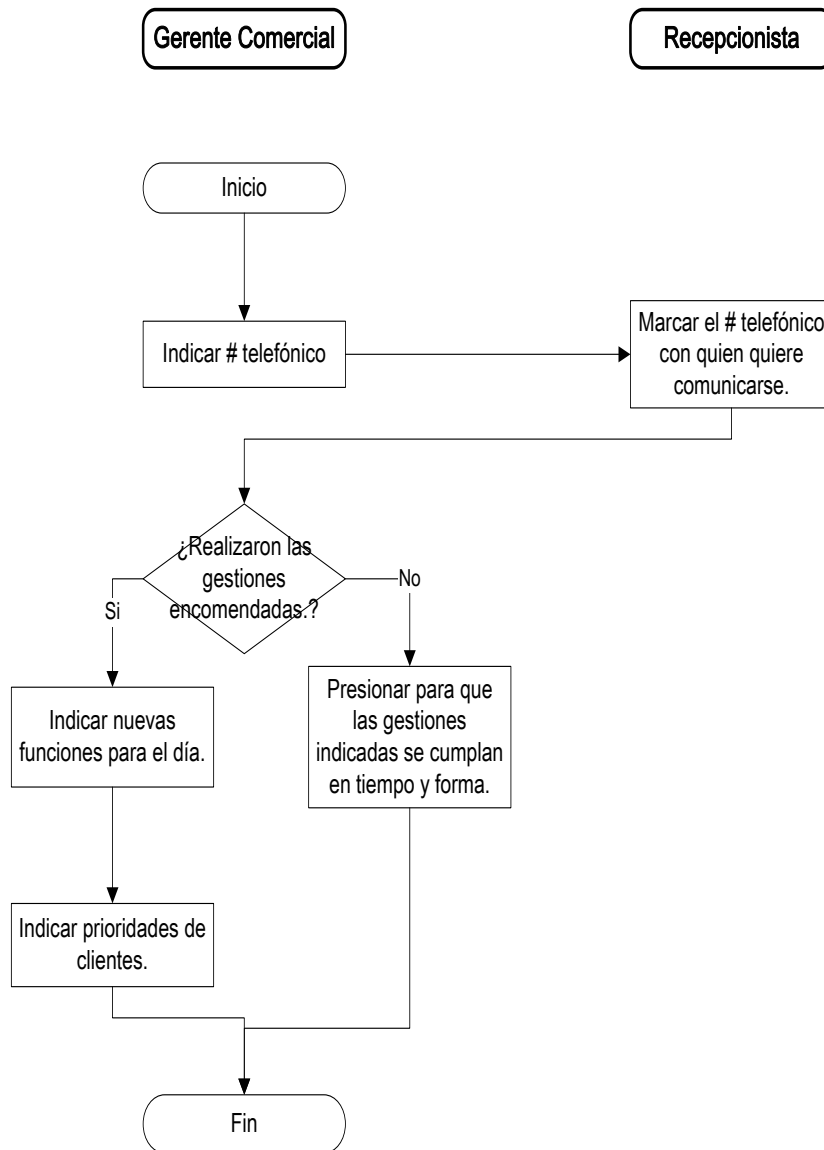 Gerente Comercial
Recepcionista
Inicio
Indicar # telefónico
Marcar el # telefónico
con quien quiere
comunicarse.
¿Realizaron las
gestiones
encomendadas.?
Si
No
Indicar nuevas
funciones para el día.
Presionar para que
las gestiones
indicadas se cumplan
en tiempo y forma.
Indicar prioridades de
clientes.
Fin